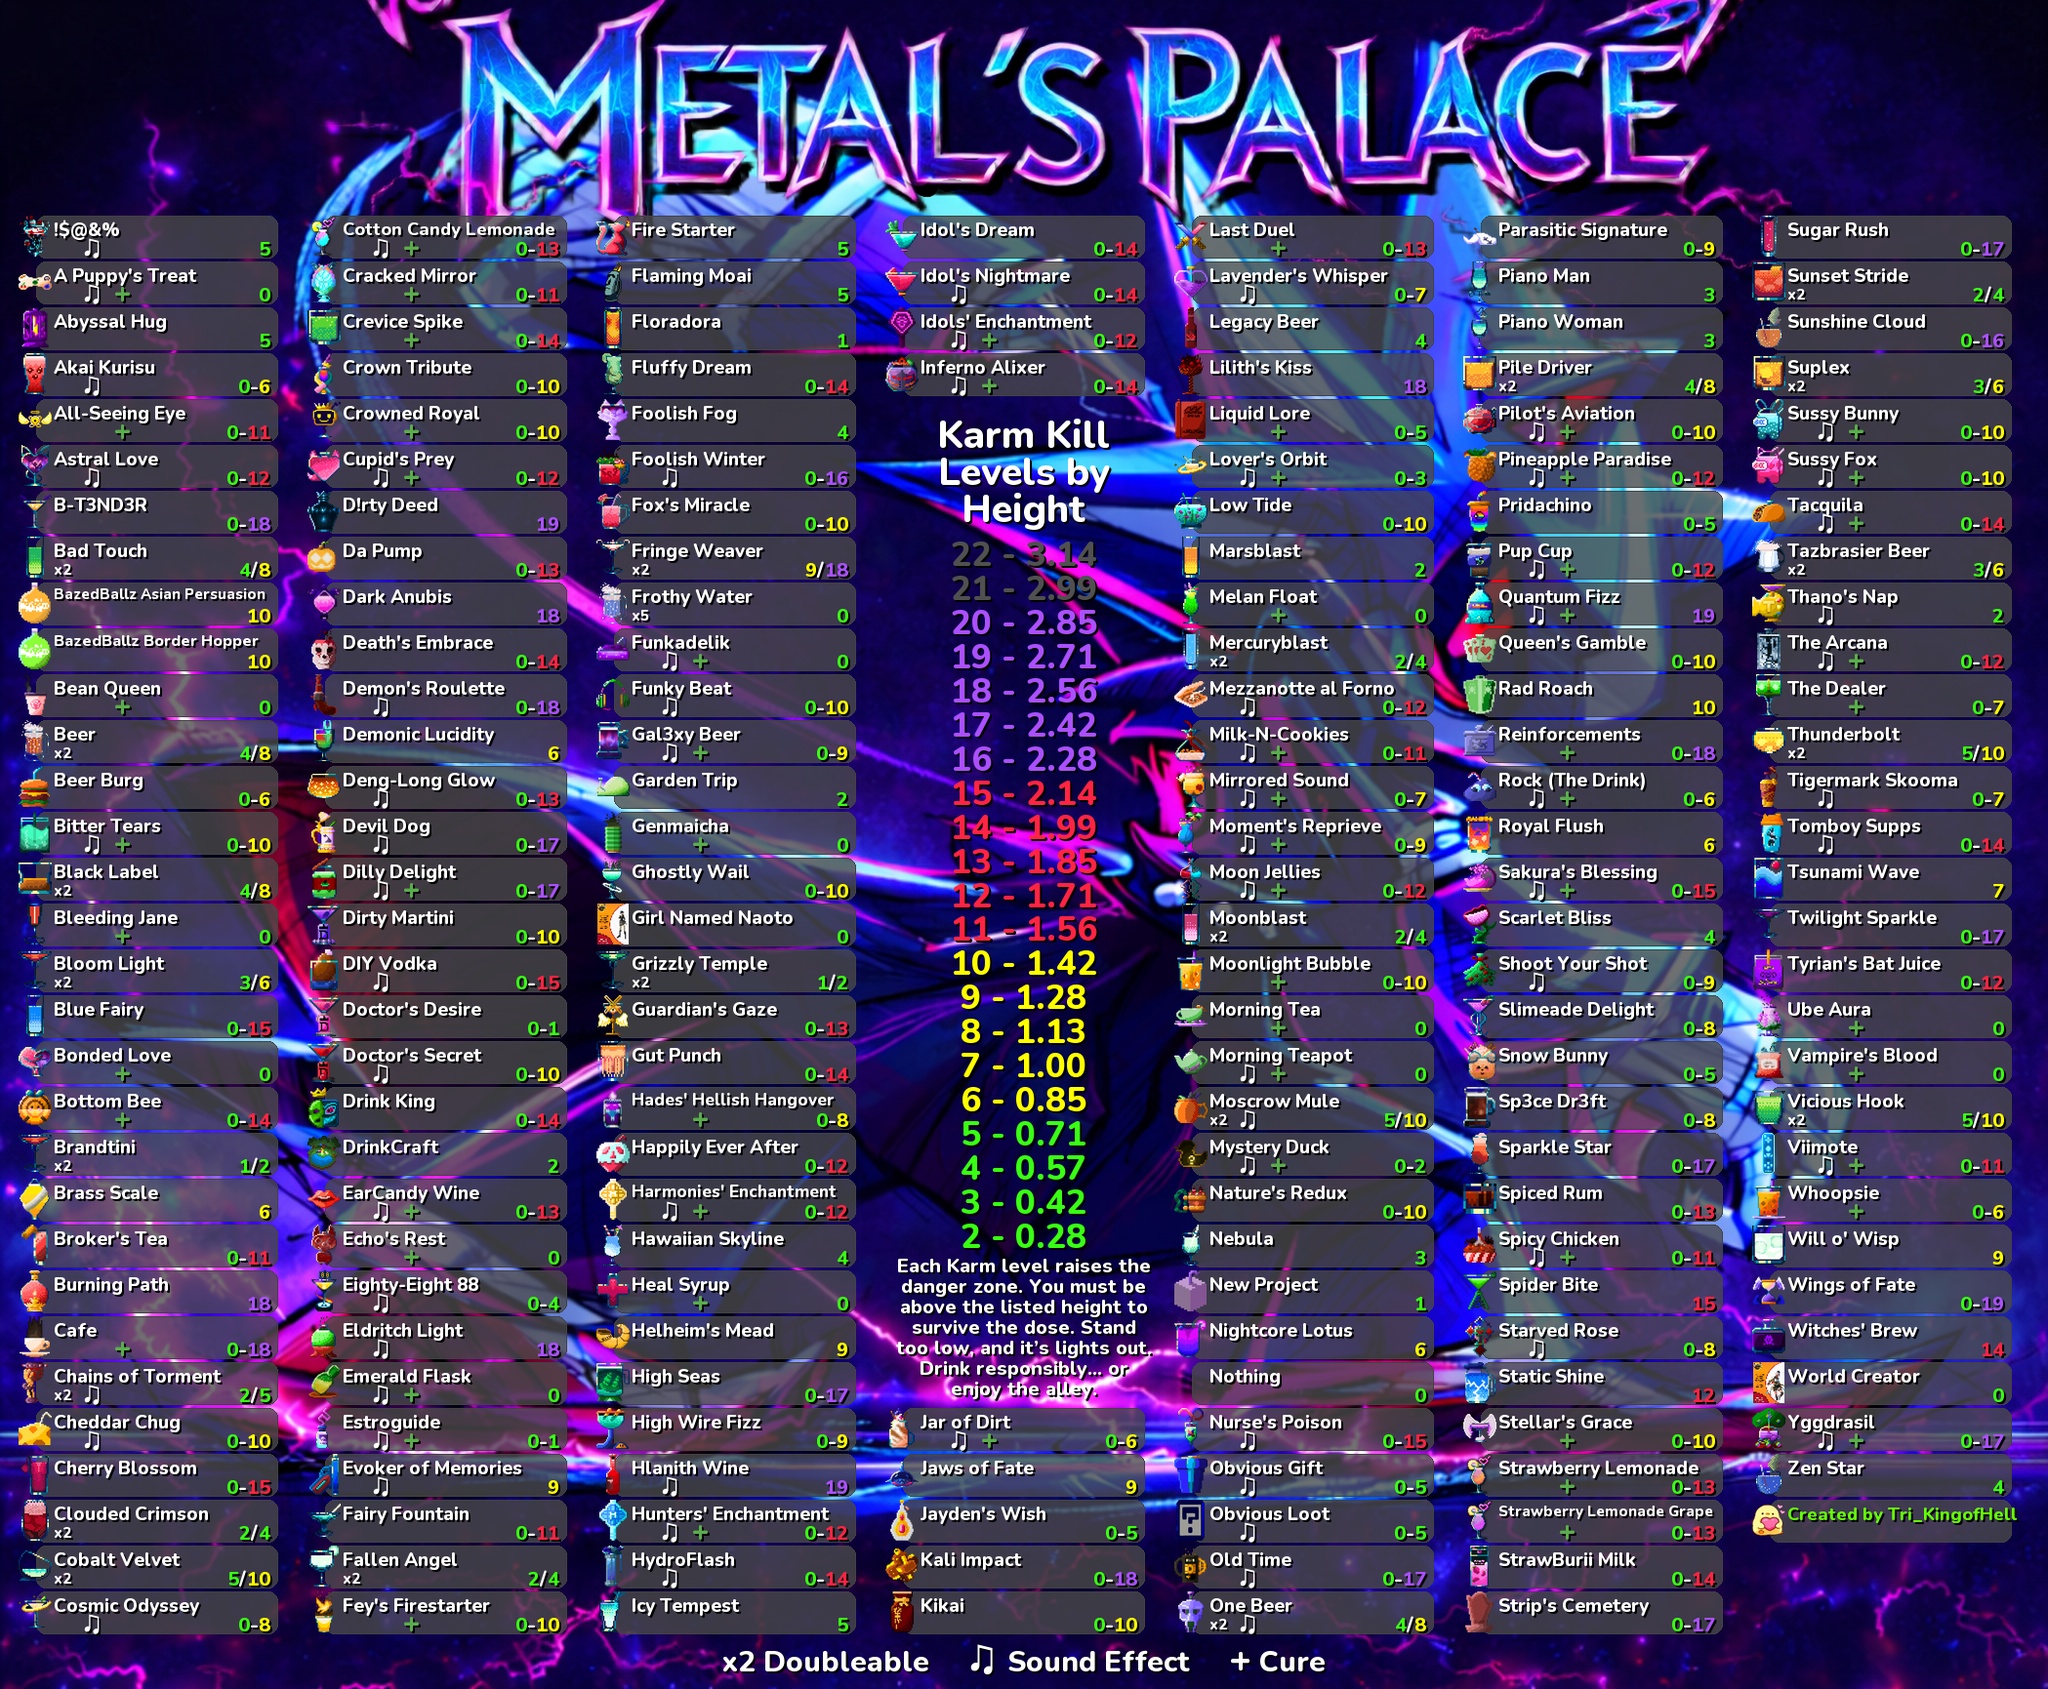 METAL'S PALACE
!$@&%
♫ 5
A Puppy's Treat
♫ + 0
Abyssal Hug
5
Akai Kurisu
♫ 0-6
All-Seeing Eye
+ 0-11
Astral Love
♫ 0-12
B-T3ND3R
0-18
Bad Touch
x2 4/8
BazedBallz Asian Persuasion
10
BazedBallz Border Hopper
10
Bean Queen
+ 0
Beer
x2 4/8
Beer Burg
0-6
Bitter Tears
♫ + 0-10
Black Label
x2 4/8
Bleeding Jane
+ 0
Bloom Light
x2 3/6
Blue Fairy
0-15
Bonded Love
+ 0
Bottom Bee
+ 0-14
Brandtini
x2 1/2
Brass Scale
6
Broker's Tea
0-11
Burning Path
18
Cafe
+ 0-18
Chains of Torment
x2 ♫ 2/5
Cheddar Chug
♫ 0-10
Cherry Blossom
0-15
Clouded Crimson
x2 2/4
Cobalt Velvet
x2 5/10
Cosmic Odyssey
♫ 0-8
Cotton Candy Lemonade
♫ + 0-13
Cracked Mirror
+ 0-11
Crevice Spike
+ 0-14
Crown Tribute
0-10
Crowned Royal
0-10
Cupid's Prey
♫ + 0-12
D!rty Deed
19
Da Pump
0-13
Dark Anubis
18
Death's Embrace
0-14
Demon's Roulette
♫ 0-18
Demonic Lucidity
6
Deng-Long Glow
♫ 0-13
Devil Dog
♫ 0-17
Dilly Delight
♫ + 0-17
Dirty Martini
0-10
DIY Vodka
♫ 0-15
Doctor's Desire
0-1
Doctor's Secret
♫ 0-10
Drink King
0-14
DrinkCraft
2
EarCandy Wine
♫ + 0-13
Echo's Rest
+ 0
Eighty-Eight 88
♫ 0-4
Eldritch Light
♫ 18
Emerald Flask
♫ + 0
Estroguide
♫ + 0-1
Evoker of Memories
♫ 9
Fairy Fountain
0-11
Fallen Angel
x2 2/4
Fey's Firestarter
+ 0-10
Fire Starter
5
Flaming Moai
5
Floradora
1
Fluffy Dream
0-14
Foolish Fog
4
Foolish Winter
♫ 0-16
Fox's Miracle
0-10
Fringe Weaver
x2 9/18
Frothy Water
x5 0
Funkadelik
♫ + 0
Funky Beat
♫ 0-10
Gal3xy Beer
♫ + 0-9
Garden Trip
2
Genmaicha
+ 0
Ghostly Wail
0-10
Girl Named Naoto
0
Grizzly Temple
x2 1/2
Guardian's Gaze
0-13
Gut Punch
0-14
Hades' Hellish Hangover
+ 0-8
Happily Ever After
0-12
Harmonies' Enchantment
♫ + 0-12
Hawaiian Skyline
4
Heal Syrup
+ 0
Helheim's Mead
9
High Seas
0-17
High Wire Fizz
0-9
Hlanith Wine
♫ 19
Hunters' Enchantment
♫ + 0-12
HydroFlash
♫ 0-14
Icy Tempest
5
Idol's Dream
0-14
Idol's Nightmare
♫ 0-14
Idols' Enchantment
♫ + 0-12
Inferno Alixer
♫ + 0-14
Karm Kill
Levels by
Height
22 - 3.14
21 - 2.99
20 - 2.85
19 - 2.71
18 - 2.56
17 - 2.42
16 - 2.28
15 - 2.14
14 - 1.99
13 - 1.85
12 - 1.71
11 - 1.56
10 - 1.42
9 - 1.28
8 - 1.13
7 - 1.00
6 - 0.85
5 - 0.71
4 - 0.57
3 - 0.42
2 - 0.28
Each Karm level raises the
danger zone. You must be
above the listed height to
survive the dose. Stand
too low, and it's lights out.
Drink responsibly... or
enjoy the alley.
Jar of Dirt
♫ + 0-6
Jaws of Fate
9
Jayden's Wish
0-5
Kali Impact
0-18
Kikai
0-10
Last Duel
+ 0-13
Lavender's Whisper
♫ 0-7
Legacy Beer
4
Lilith's Kiss
18
Liquid Lore
+ 0-5
Lover's Orbit
♫ + 0-3
Low Tide
0-10
Marsblast
2
Melan Float
+ 0
Mercuryblast
x2 2/4
Mezzanotte al Forno
♫ 0-12
Milk-N-Cookies
♫ + 0-11
Mirrored Sound
♫ + 0-7
Moment's Reprieve
♫ + 0-9
Moon Jellies
♫ + 0-12
Moonblast
x2 2/4
Moonlight Bubble
+ 0-10
Morning Tea
+ 0
Morning Teapot
♫ + 0
Moscrow Mule
x2 ♫ 5/10
Mystery Duck
♫ + 0-2
Nature's Redux
0-10
Nebula
3
New Project
1
Nightcore Lotus
6
Nothing
0
Nurse's Poison
♫ 0-15
Obvious Gift
♫ 0-5
Obvious Loot
♫ 0-5
Old Time
♫ 0-17
One Beer
x2 ♫ 4/8
Parasitic Signature
0-9
Piano Man
3
Piano Woman
3
Pile Driver
x2 4/8
Pilot's Aviation
♫ + 0-10
Pineapple Paradise
♫ + 0-12
Pridachino
0-5
Pup Cup
♫ + 0-12
Quantum Fizz
♫ + 19
Queen's Gamble
0-10
Rad Roach
10
Reinforcements
+ 0-18
Rock (The Drink)
♫ + 0-6
Royal Flush
6
Sakura's Blessing
♫ + 0-15
Scarlet Bliss
4
Shoot Your Shot
♫ 0-9
Slimeade Delight
0-8
Snow Bunny
0-5
Sp3ce Dr3ft
0-8
Sparkle Star
0-17
Spiced Rum
0-13
Spicy Chicken
♫ + 0-11
Spider Bite
15
Starved Rose
♫ 0-8
Static Shine
12
Stellar's Grace
+ 0-10
Strawberry Lemonade
+ 0-13
Strawberry Lemonade Grape
+ 0-13
StrawBurii Milk
0-14
Strip's Cemetery
0-17
Sugar Rush
0-17
Sunset Stride
x2 2/4
Sunshine Cloud
0-16
Suplex
x2 3/6
Sussy Bunny
♫ + 0-10
Sussy Fox
♫ + 0-10
Tacquila
♫ + 0-14
Tazbrasier Beer
x2 3/6
Thano's Nap
♫ 2
The Arcana
♫ + 0-12
The Dealer
+ 0-7
Thunderbolt
x2 5/10
Tigermark Skooma
♫ 0-7
Tomboy Supps
♫ 0-14
Tsunami Wave
7
Twilight Sparkle
0-17
Tyrian's Bat Juice
0-12
Ube Aura
+ 0
Vampire's Blood
+ 0
Vicious Hook
x2 5/10
Viimote
♫ + 0-11
Whoopsie
+ 0-6
Will o' Wisp
9
Wings of Fate
0-19
Witches' Brew
14
World Creator
0
Yggdrasil
♫ + 0-17
Zen Star
4
Created by Tri_KingofHell
x2 Doubleable ♫ Sound Effect + Cure